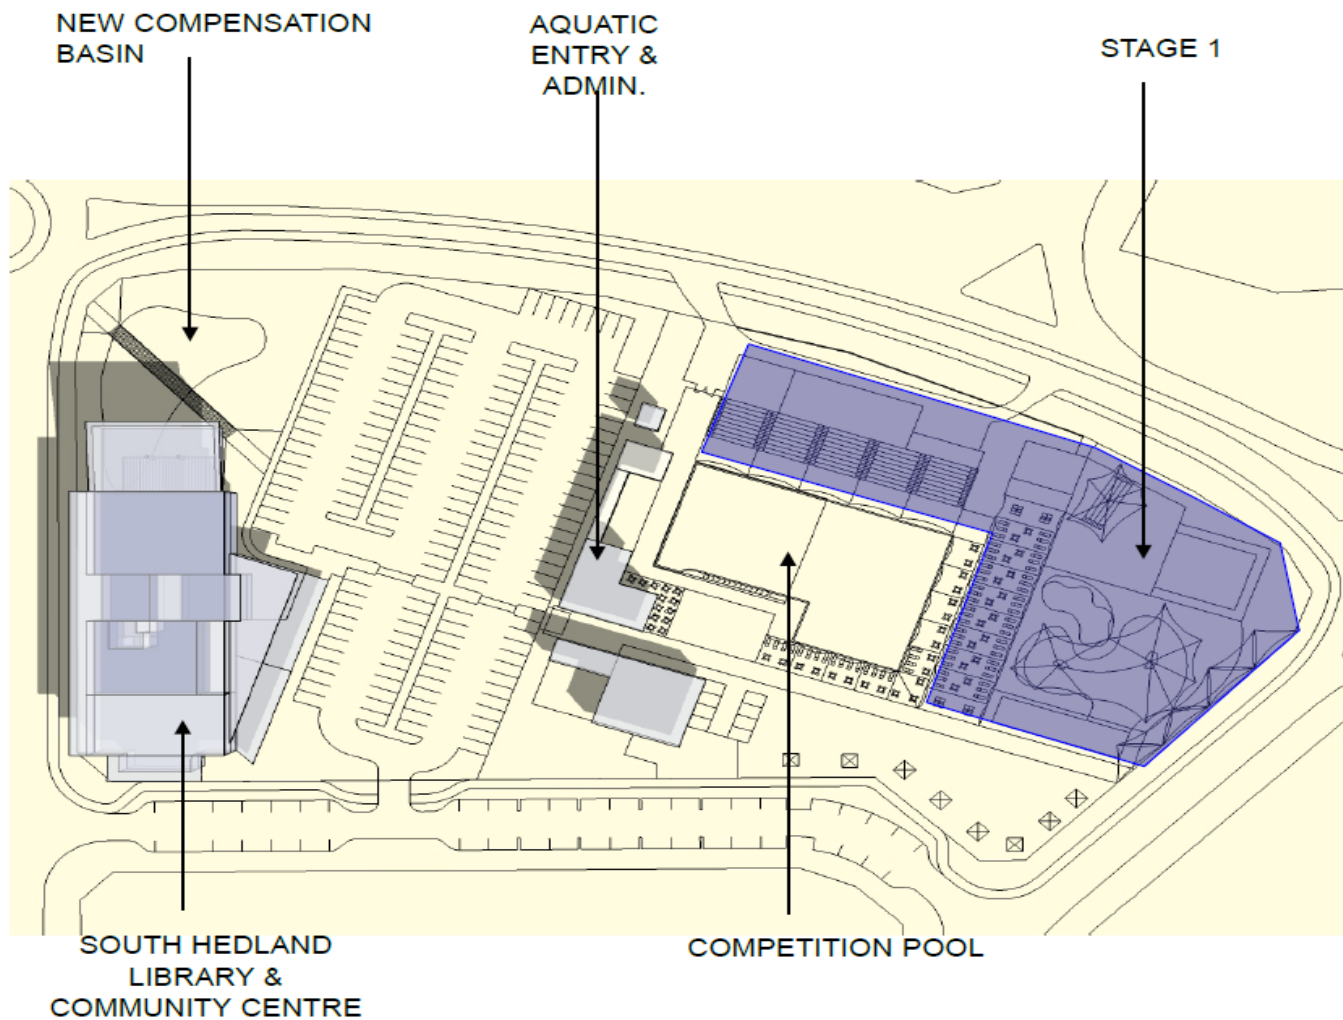 NEW COMPENSATION
BASIN
AQUATIC
ENTRY &
ADMIN.
STAGE 1
SOUTH HEDLAND
LIBRARY &
COMMUNITY CENTRE
COMPETITION POOL